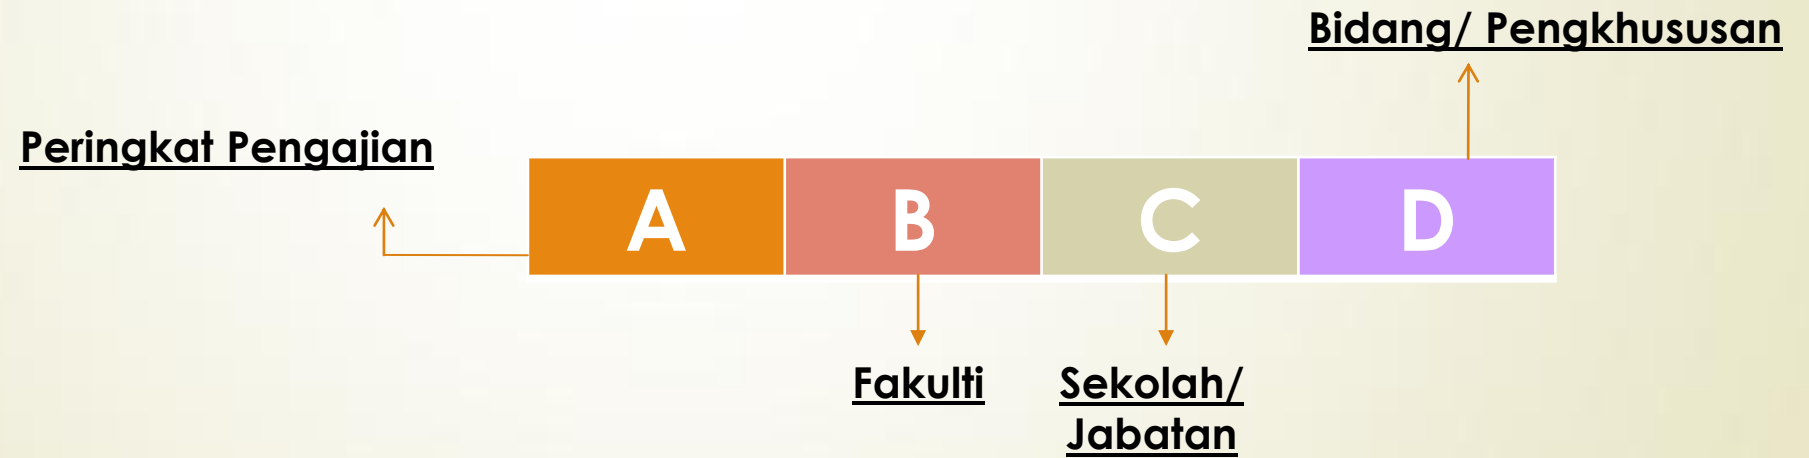 Bidang/ Pengkhususan
Peringkat Pengajian
A B C D
Fakulti
Sekolah/
Jabatan